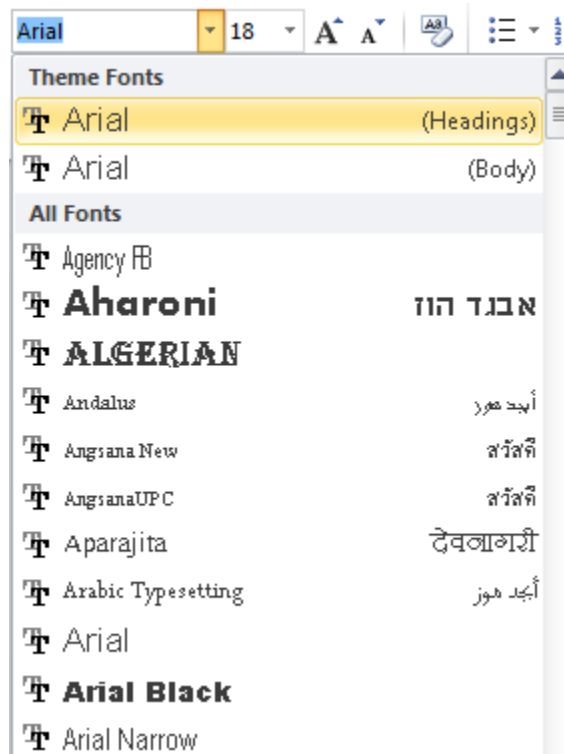 Arial 18 A A Aa
Theme Fonts
Arial (Headings)
Arial (Body)
All Fonts
Agency FB
Aharoni אבגד הוז
ALGERIAN
Andalus أبجد هوز
Angsana New สวัสดี
AngsanaUPC สวัสดี
Aparajita देवनागरी
Arabic Typesetting أبجد هوز
Arial
Arial Black
Arial Narrow